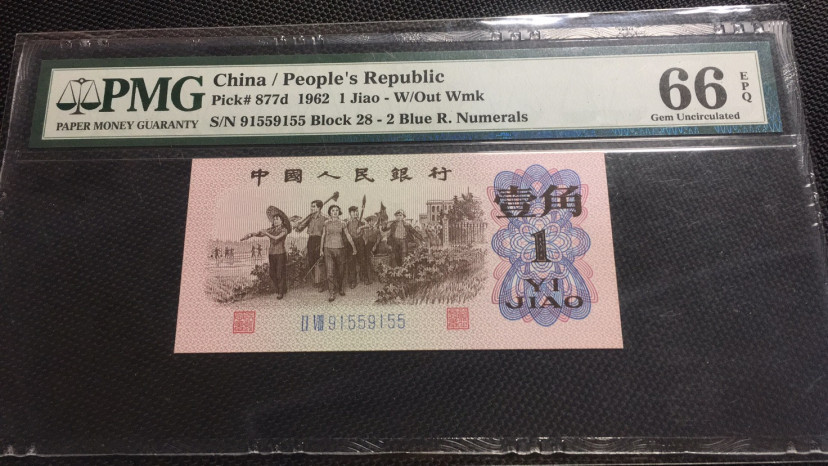 PMG
PAPER MONEY GUARANTY
China / People's Republic
Pick# 877d 1962 1 Jiao - W/Out Wmk
S/N 91559155 Block 28 - 2 Blue R. Numerals
66
EPQ
Gem Uncirculated
中國人民銀行
壹角
1
YI
JIAO
91559155